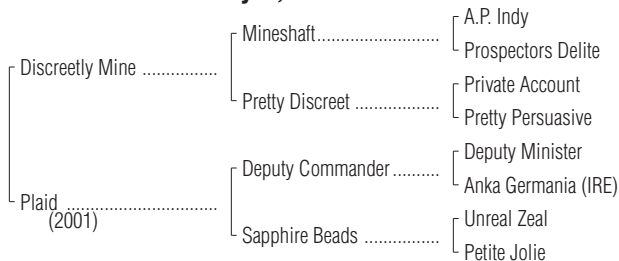 A.P. Indy
Mineshaft
Prospectors Delite
Discreetly Mine
Private Account
Pretty Discreet
Pretty Persuasive
Deputy Minister
Deputy Commander
Anka Germania (IRE)
Plaid
(2001)
Unreal Zeal
Sapphire Beads
Petite Jolie